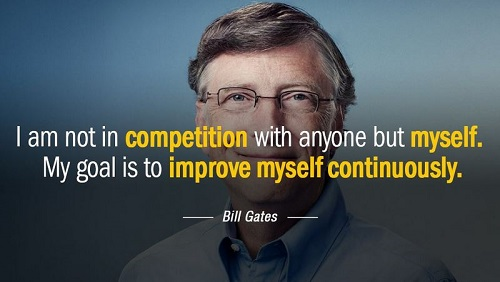 I am not in competition with anyone but myself.
My goal is to improve myself continuously.
Bill Gates